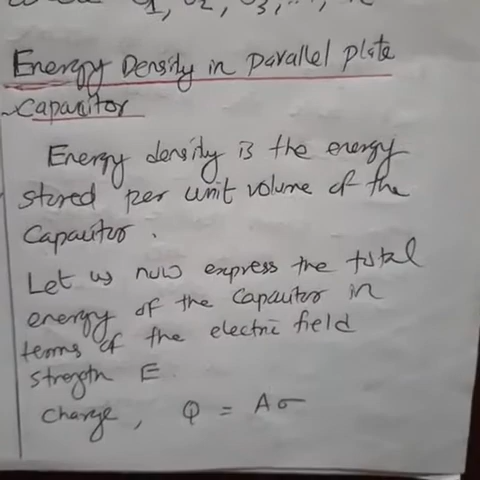 Energy Density in parallel plate
Capacitor
Energy density is the energy
stored per unit volume of the
Capacitor.
Let us now express the total
energy of the Capacitor in
terms of the electric field
strength E.
charge, Q = Aσ